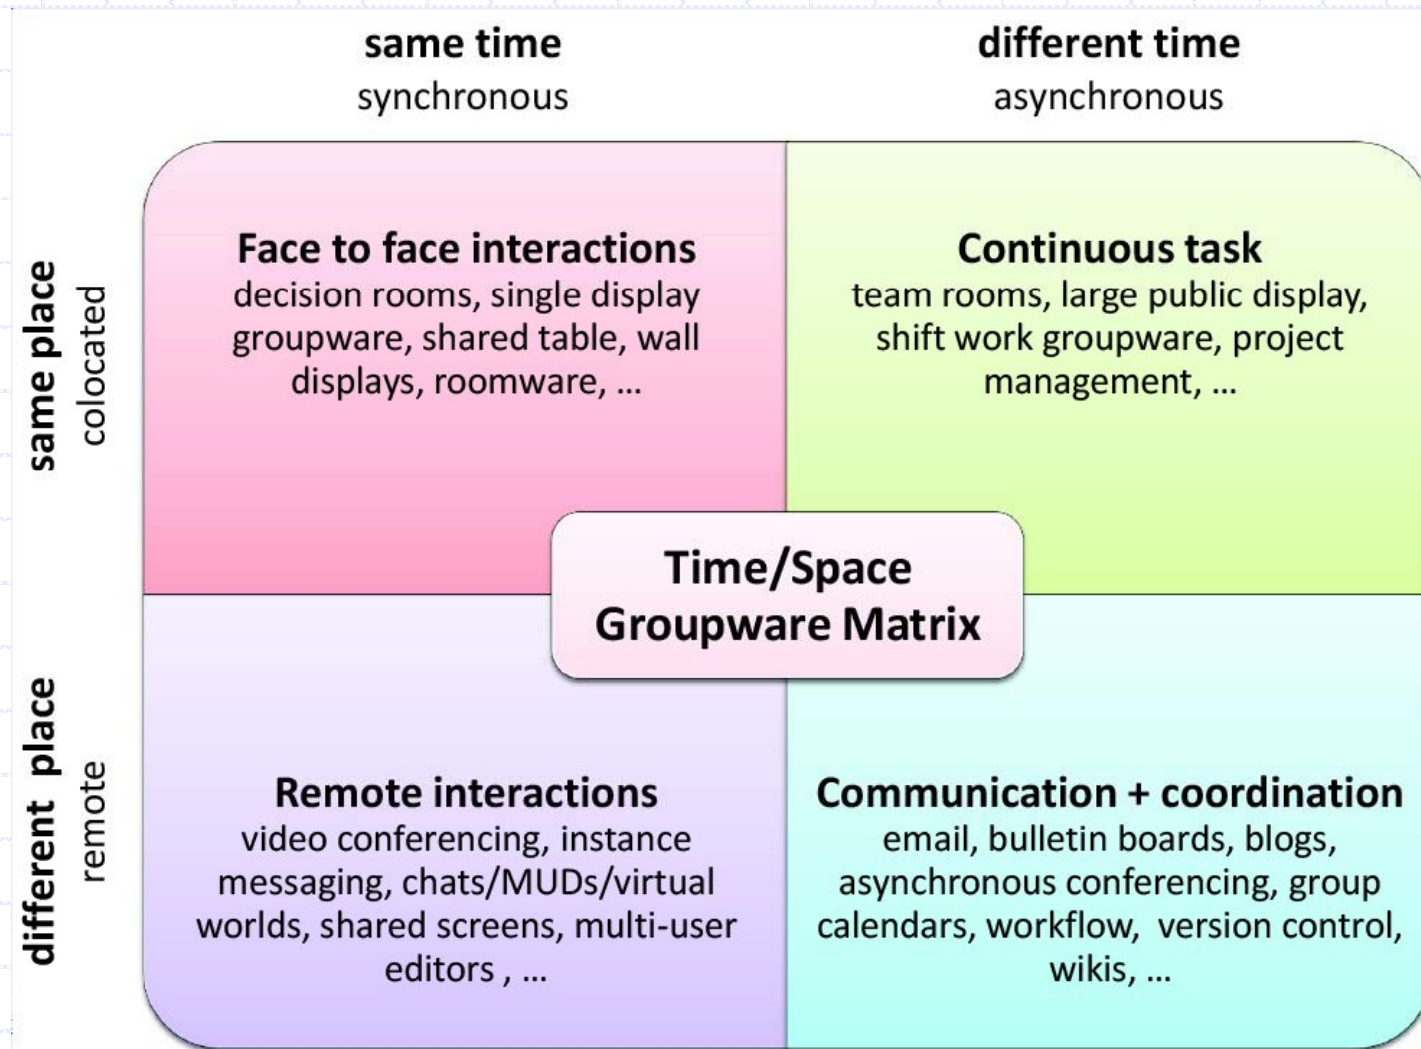 same time
synchronous
different time
asynchronous
same place
colocated
Face to face interactions
decision rooms, single display
groupware, shared table, wall
displays, roomware, ...
Continuous task
team rooms, large public display,
shift work groupware, project
management, ...
Time/Space
Groupware Matrix
different  place
remote
Remote interactions
video conferencing, instance
messaging, chats/MUDs/virtual
worlds, shared screens, multi-user
editors , ...
Communication + coordination
email, bulletin boards, blogs,
asynchronous conferencing, group
calendars, workflow,  version control,
wikis, ...